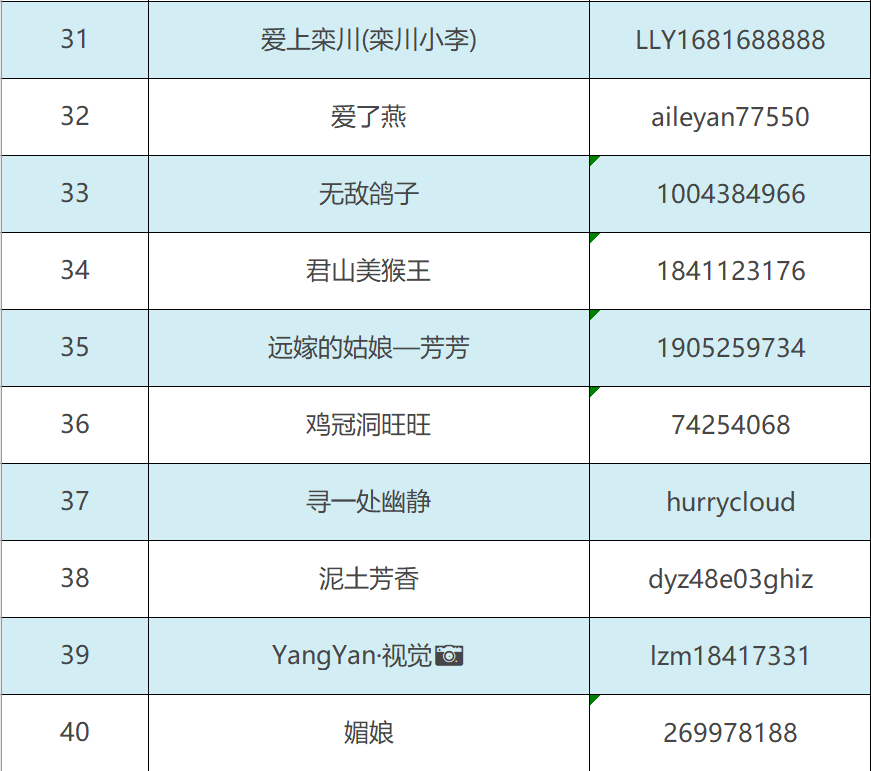 31 爱上栾川(栾川小李) LLY1681688888
32 爱了燕 aileyan77550
33 无敌鸽子 1004384966
34 君山美猴王 1841123176
35 远嫁的姑娘—芳芳 1905259734
36 鸡冠洞旺旺 74254068
37 寻一处幽静 hurrycloud
38 泥土芳香 dyz48e03ghiz
39 YangYan·视觉📷 lzm18417331
40 媚娘 269978188